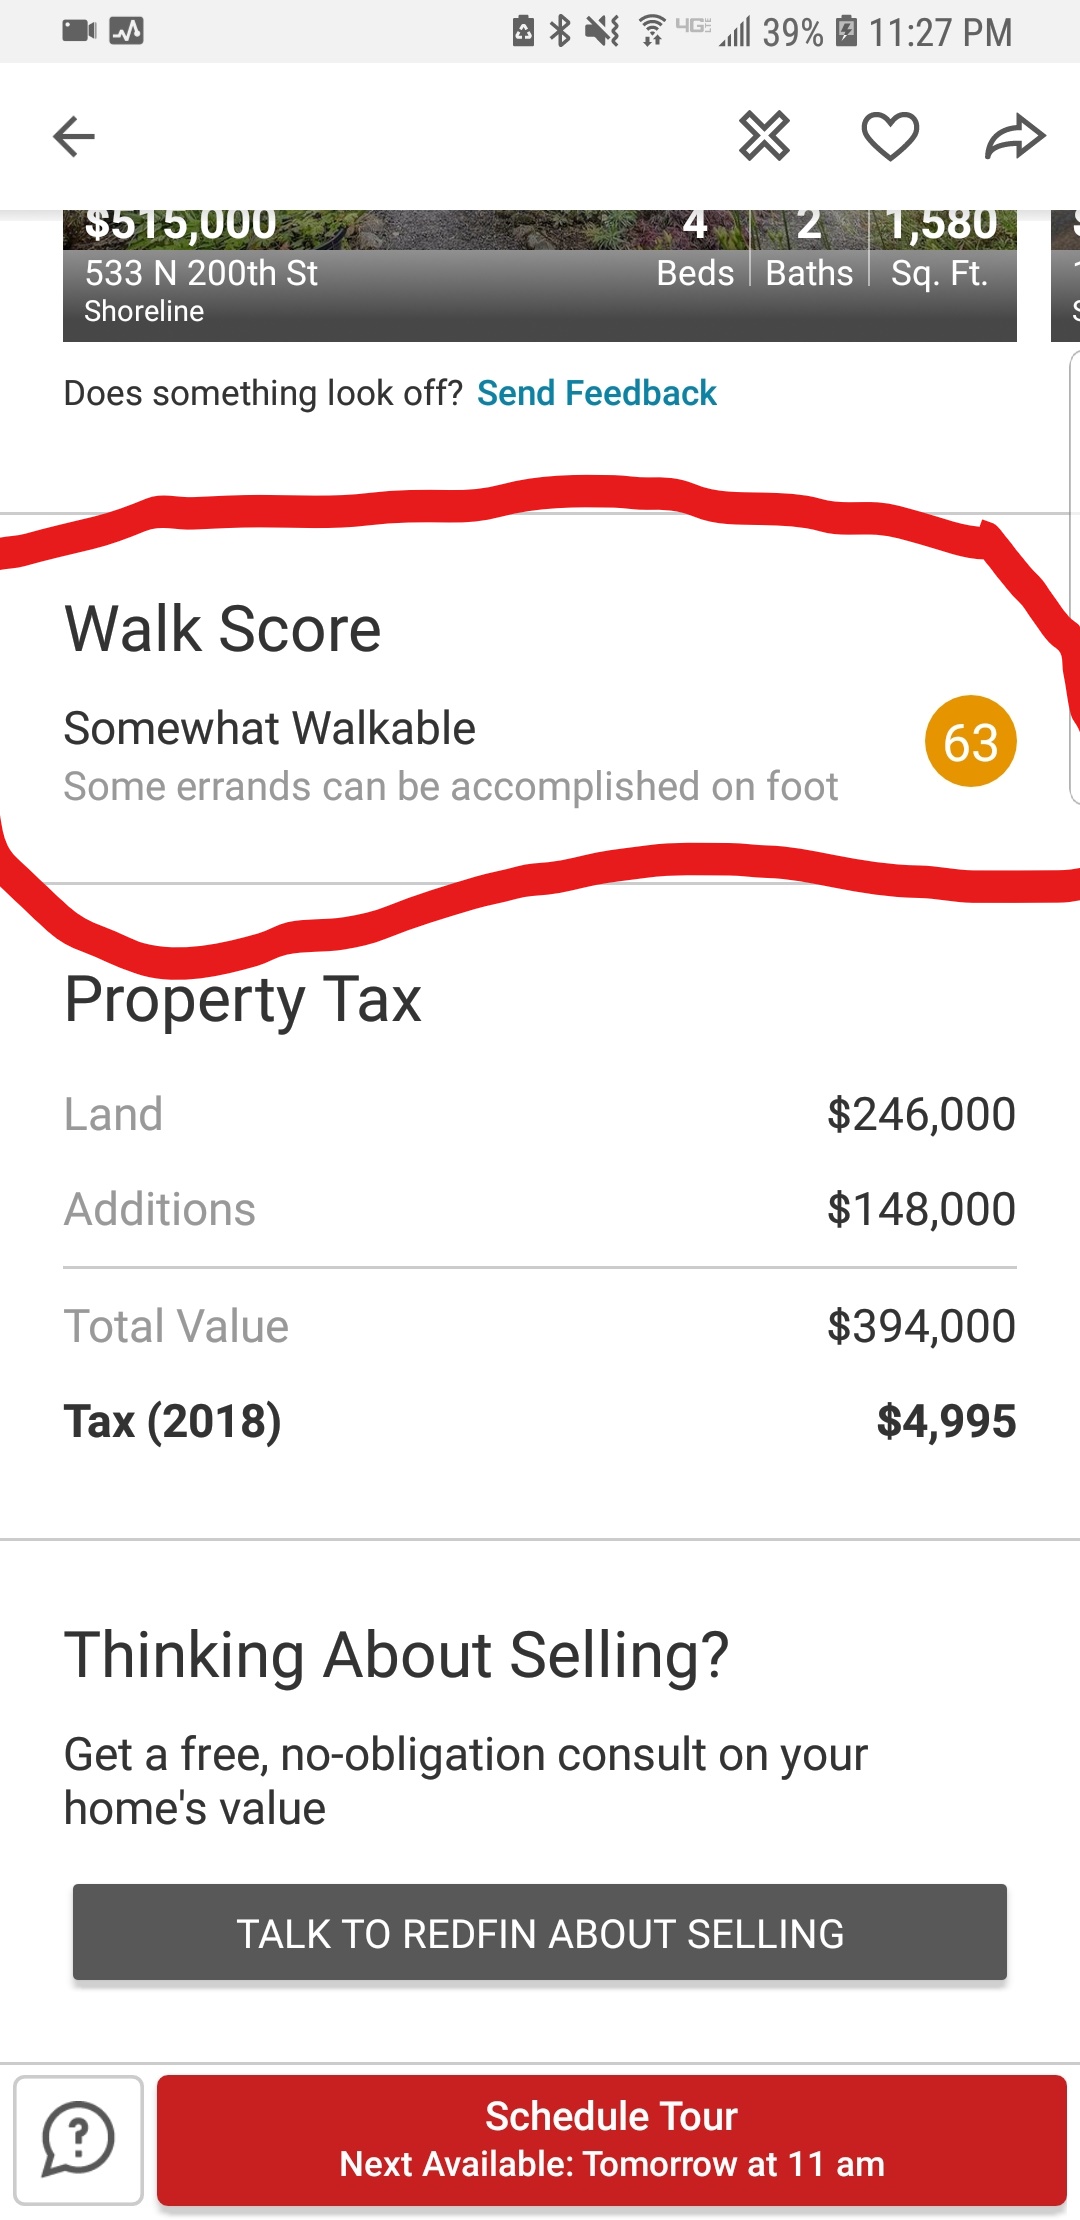 39% 11:27 PM
$515,000 4 2 1,580
533 N 200th St Beds Baths Sq. Ft.
Shoreline
Does something look off? Send Feedback
Walk Score
Somewhat Walkable
63
Some errands can be accomplished on foot
Property Tax
Land $246,000
Additions $148,000
Total Value $394,000
Tax (2018) $4,995
Thinking About Selling?
Get a free, no-obligation consult on your
home's value
TALK TO REDFIN ABOUT SELLING
Schedule Tour
Next Available: Tomorrow at 11 am